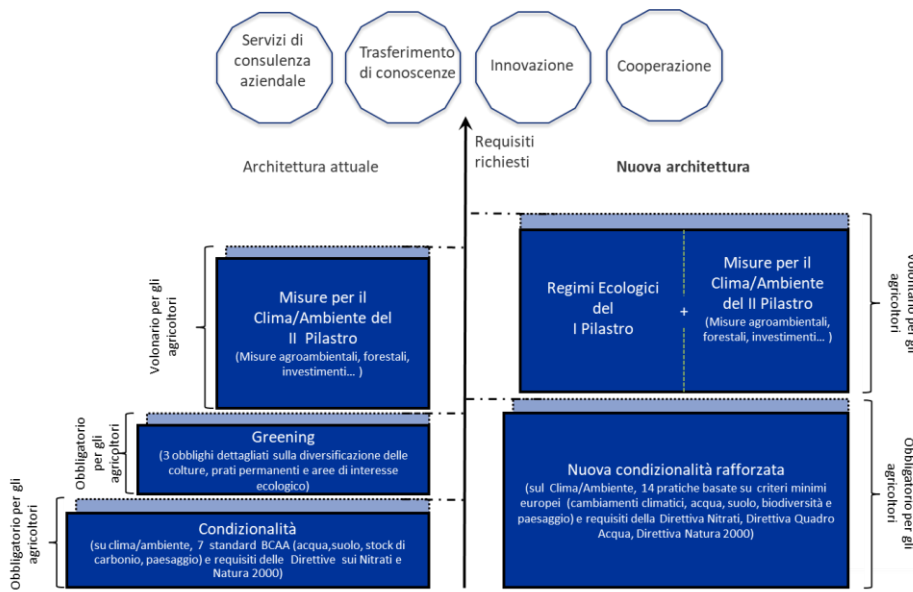 Servizi di
consulenza
aziendale
Trasferimento
di conoscenze
Innovazione
Cooperazione
Requisiti
richiesti
Architettura attuale
Nuova architettura
Volonario per gli
agricoltori
Misure per il
Clima/Ambiente del
II Pilastro
(Misure agroambientali, forestali,
investimenti... )
Obbligatorio
per gli
agricoltori
Greening
(3 obblighi dettagliati sulla diversificazione delle
colture, prati permanenti e aree di interesse
ecologico)
Obbligatorio per gli
agricoltori
Condizionalità
(su clima/ambiente, 7 standard BCAA (acqua,suolo, stock di
carbonio, paesaggio) e requisiti delle Direttive sui Nitrati e
Natura 2000)
Regimi Ecologici
del
I Pilastro
+
Misure per il
Clima/Ambiente
del II Pilastro
(Misure agroambientali,
forestali, investimenti... )
Volonario per gli
agricoltori
Nuova condizionalità rafforzata
(sul Clima/Ambiente, 14 pratiche basate su criteri minimi
europei (cambiamenti climatici, acqua, suolo, biodiversità e
paesaggio) e requisiti della Direttiva Nitrati, Direttiva Quadro
Acqua, Direttiva Natura 2000)
Obbligatorio per gli
agricoltori